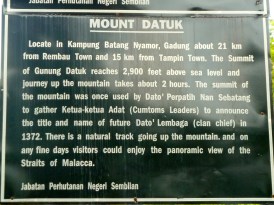 Jabatan Perhutanan Negeri Sembilan
MOUNT DATUK
Locate in Kampung Batang Nyamor, Gadung about 21 km
from Rembau Town and 15 km from Tampin Town. The Summit
of Gunung Datuk reaches 2,900 feet above sea level and
journey up the mountain takes about 2 hours. The summit of
the mountain was once used by Dato' Perpatih Nan Sebatang
to gather Ketua-ketua Adat (Cumtoms Leaders) to announce
the title and name of future Dato' Lembaga (clan chief) in
1372. There is a natural track going up the mountain, and on
any fine days visitors could enjoy the panoramic view of the
Straits of Malacca.
Jabatan Perhutanan Negeri Sembilan